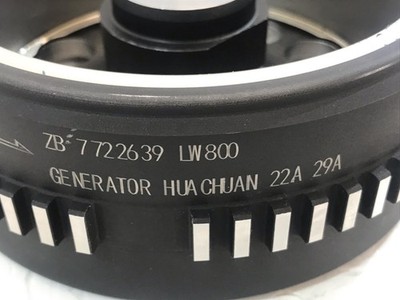 ZB-7722639 LW800
GENERATOR HUACHUAN 22A 29A